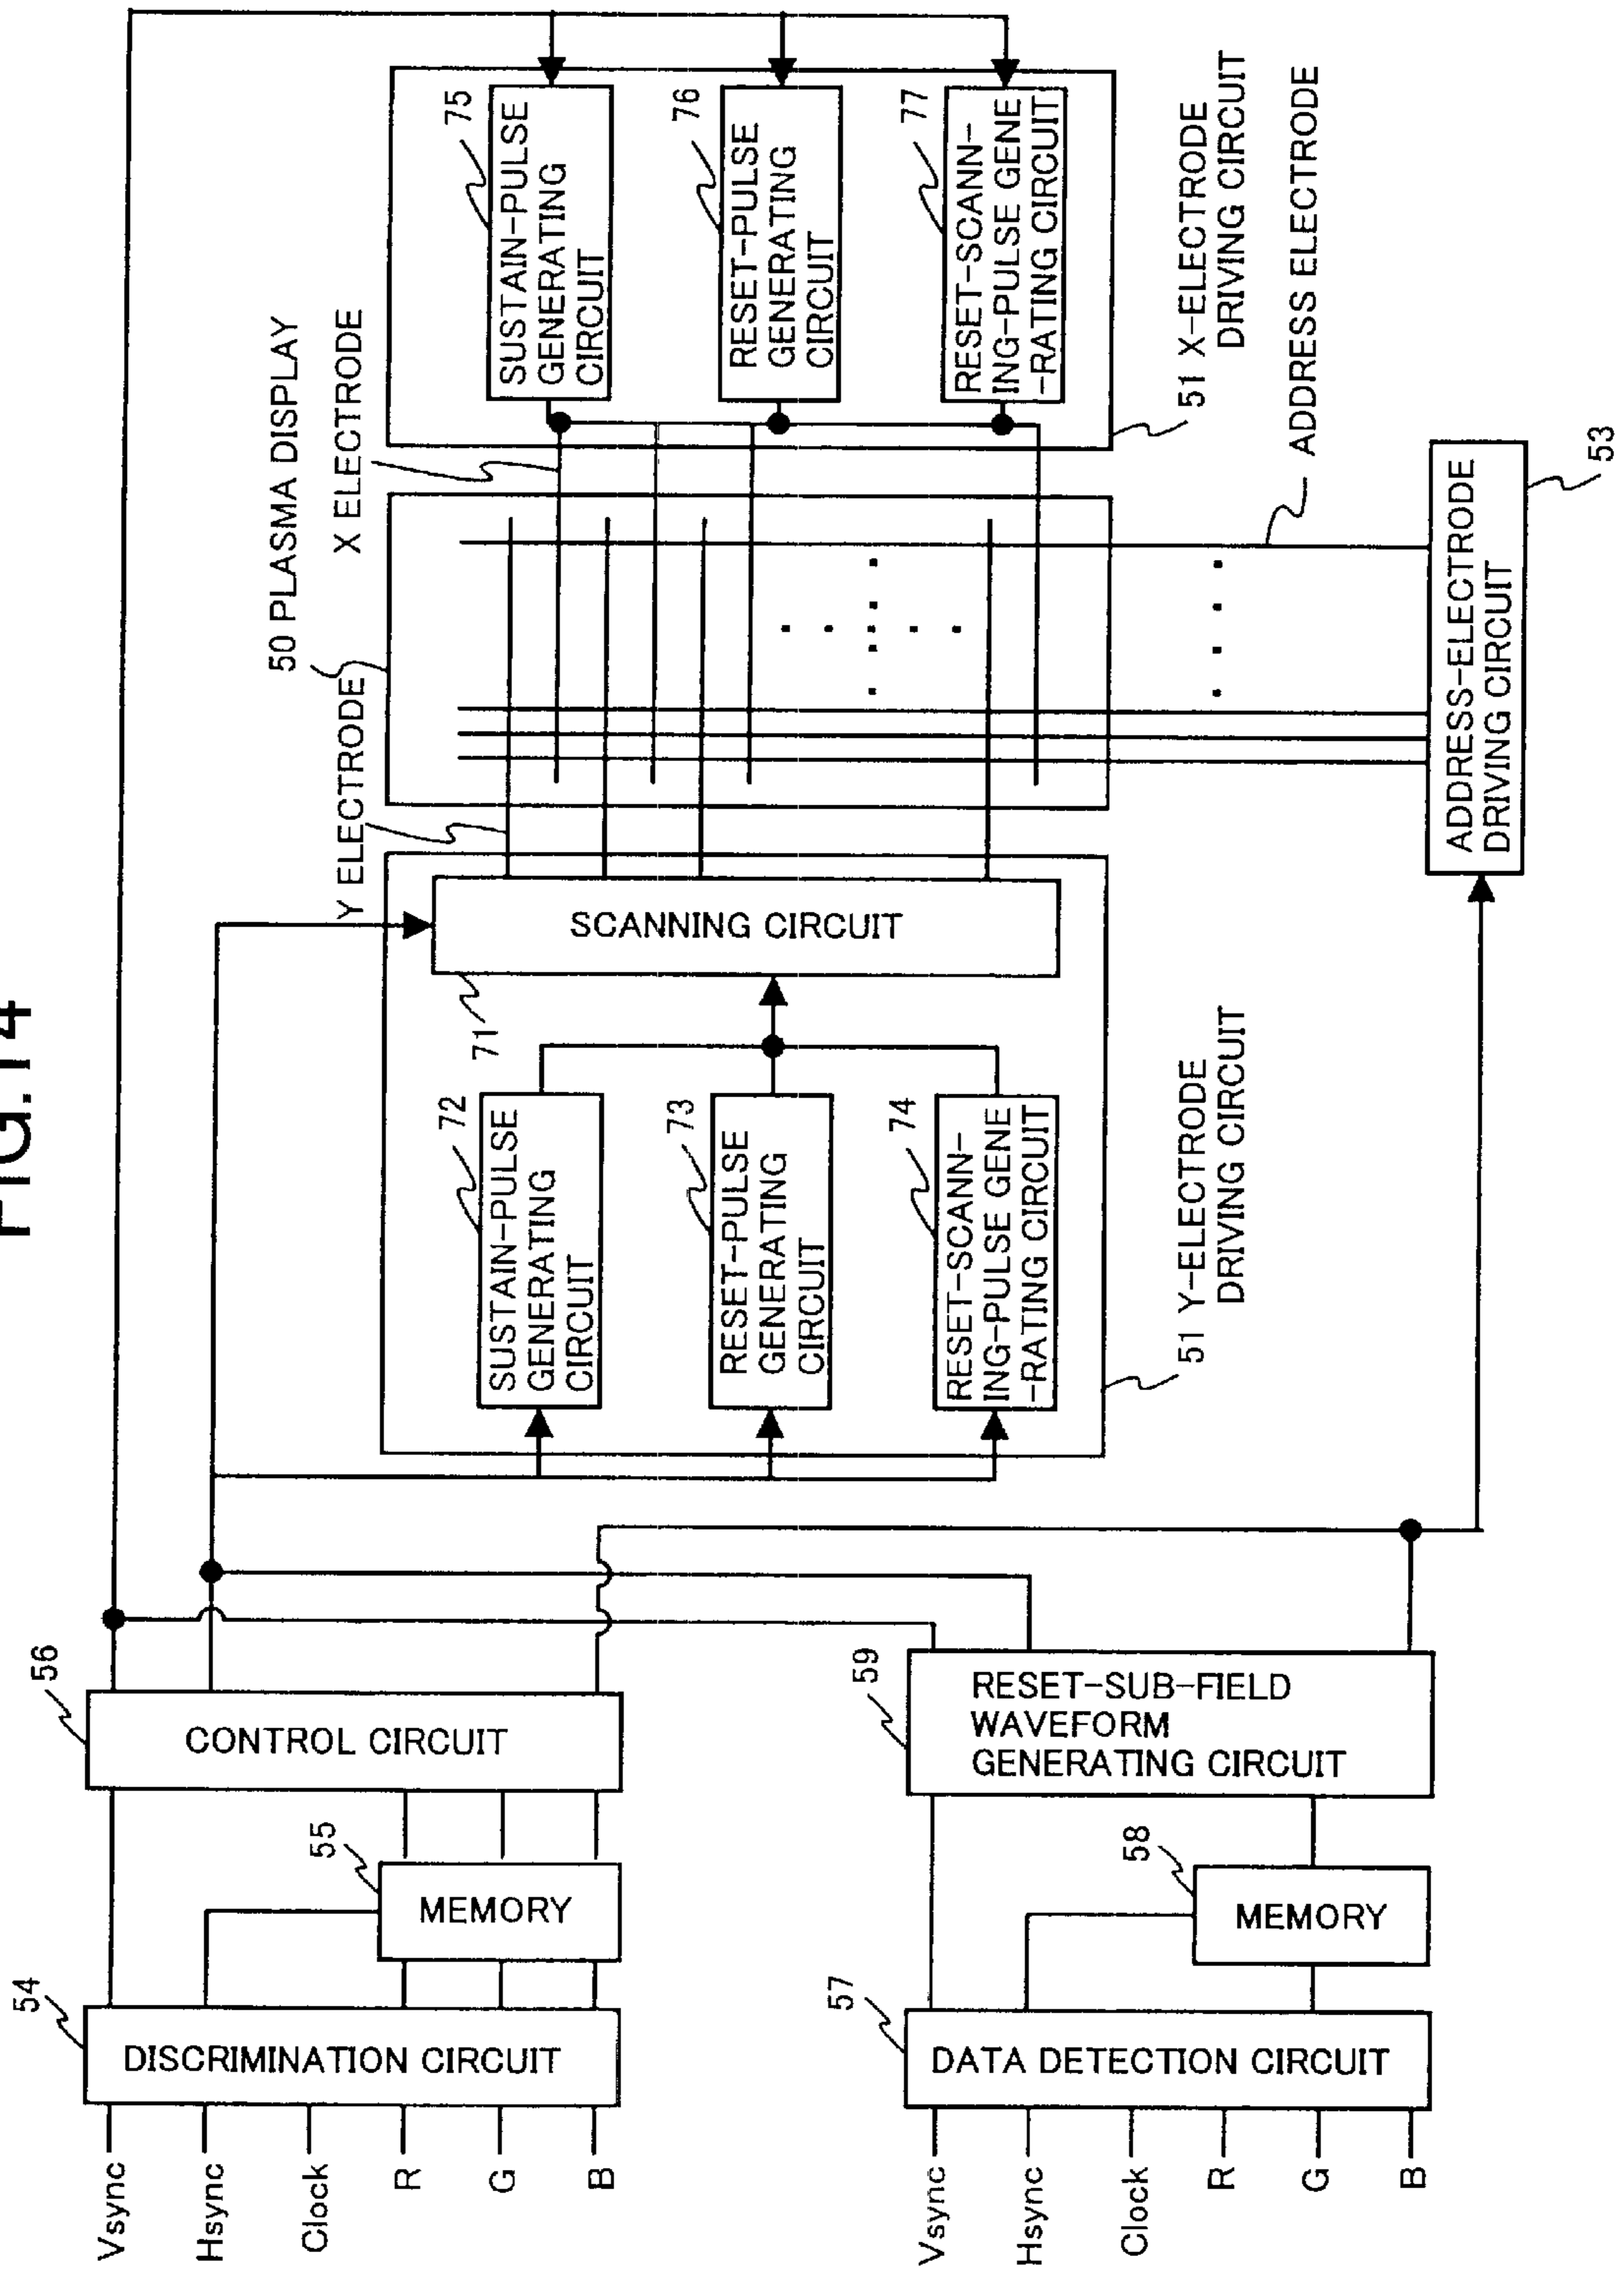 FIG.14
50 PLASMA DISPLAY
Y ELECTRODE
X ELECTRODE
Vsync
Hsync
Clock
R
G
B
54
DISCRIMINATION CIRCUIT
55
MEMORY
56
CONTROL CIRCUIT
72
SUSTAIN-PULSE
GENERATING
CIRCUIT
73
RESET-PULSE
GENERATING
CIRCUIT
74
RESET-SCANN-
ING-PULSE GENE
-RATING CIRCUIT
71
SCANNING CIRCUIT
51 Y-ELECTRODE
DRIVING CIRCUIT
75
SUSTAIN-PULSE
GENERATING
CIRCUIT
76
RESET-PULSE
GENERATING
CIRCUIT
77
RESET-SCANN-
ING-PULSE GENE
-RATING CIRCUIT
51 X-ELECTRODE
DRIVING CIRCUIT
ADDRESS ELECTRODE
Vsync
Hsync
Clock
R
G
B
57
DATA DETECTION CIRCUIT
58
MEMORY
59
RESET-SUB-FIELD
WAVEFORM
GENERATING CIRCUIT
ADDRESS-ELECTRODE
DRIVING CIRCUIT
53